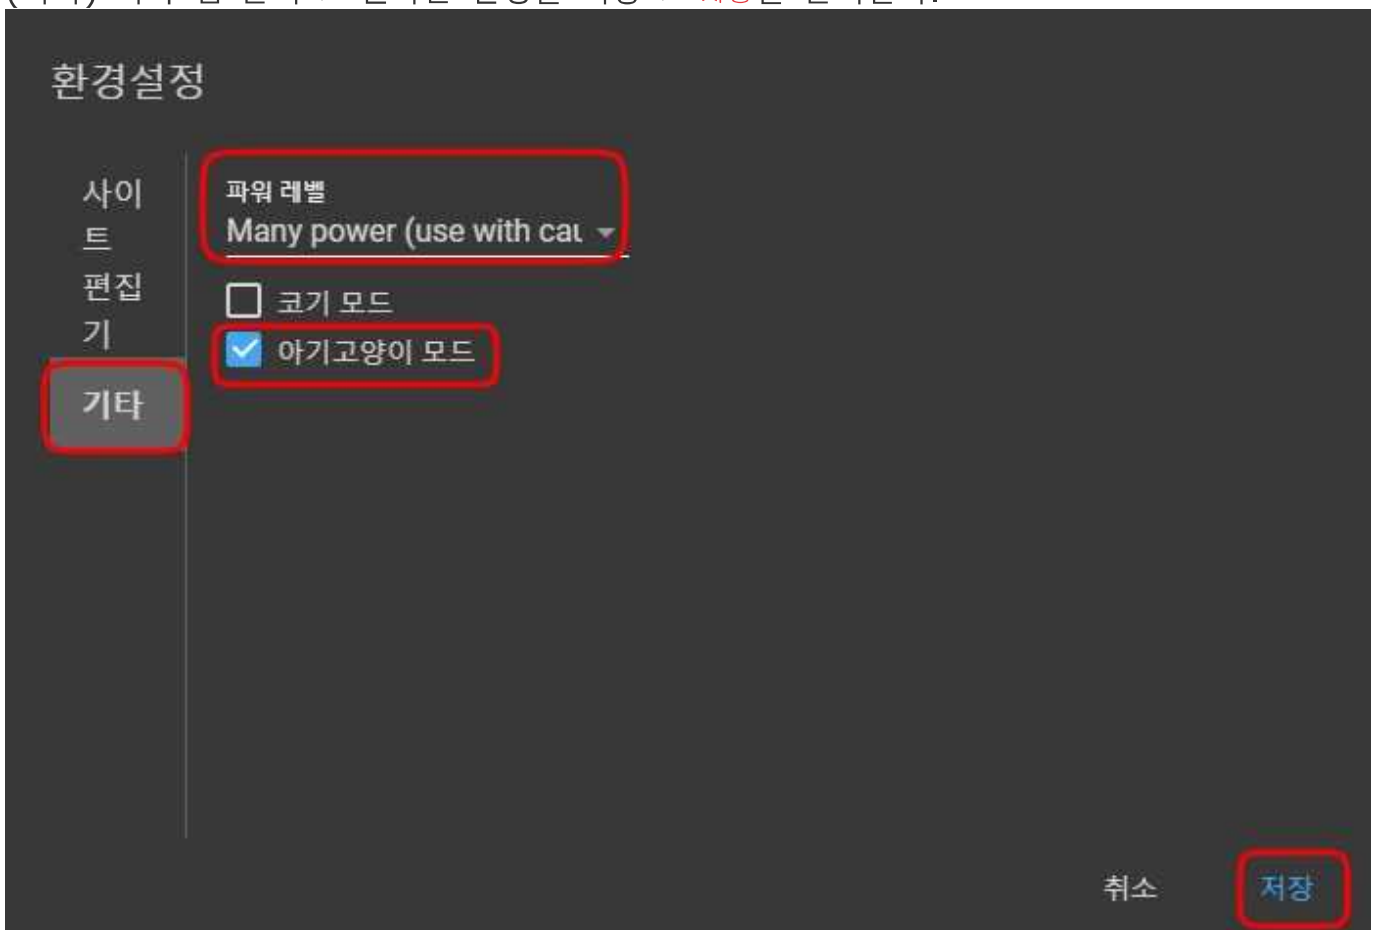 환경설정
사이
트
편집
기
기타
파워 레벨
Many power (use with cau
코기 모드
아기고양이 모드
취소
저장